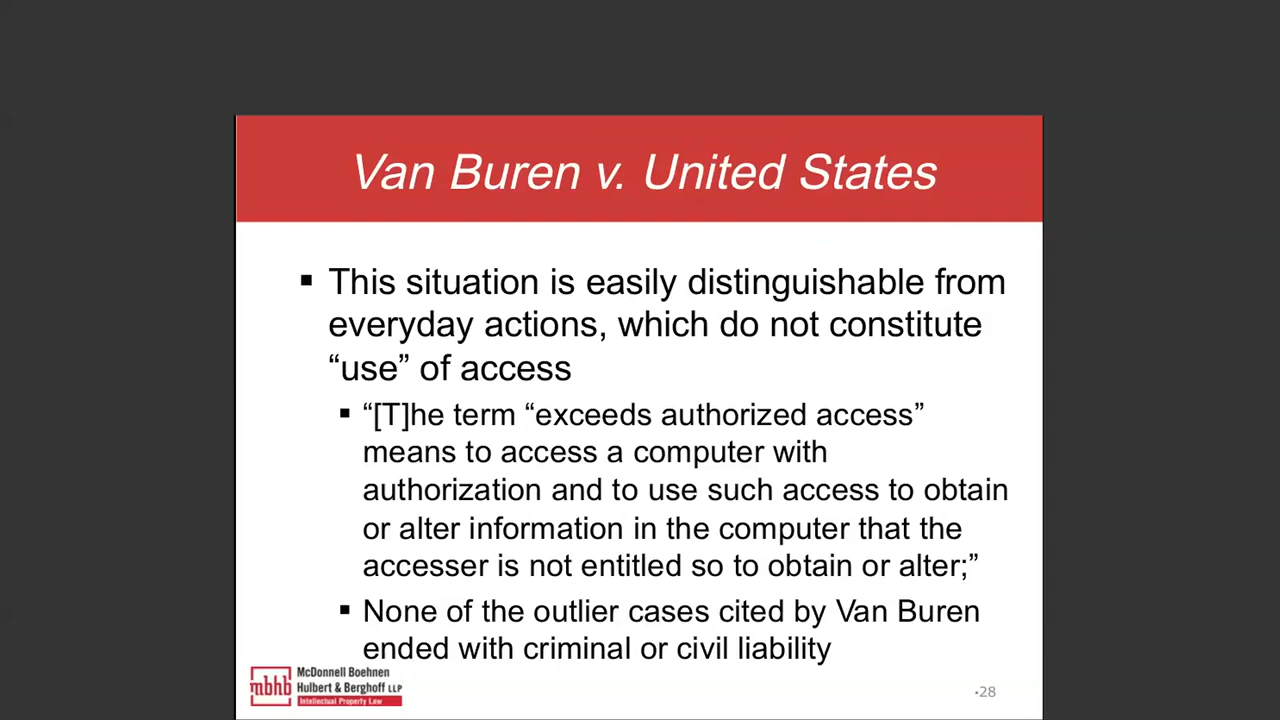 Van Buren v. United States
▪ This situation is easily distinguishable from
everyday actions, which do not constitute
“use” of access
▪ “[T]he term “exceeds authorized access”
means to access a computer with
authorization and to use such access to obtain
or alter information in the computer that the
accesser is not entitled so to obtain or alter;”
▪ None of the outlier cases cited by Van Buren
ended with criminal or civil liability
mbhb
McDonnell Boehnen
Hulbert & Berghoff LLP
Intellectual Property Law
•28